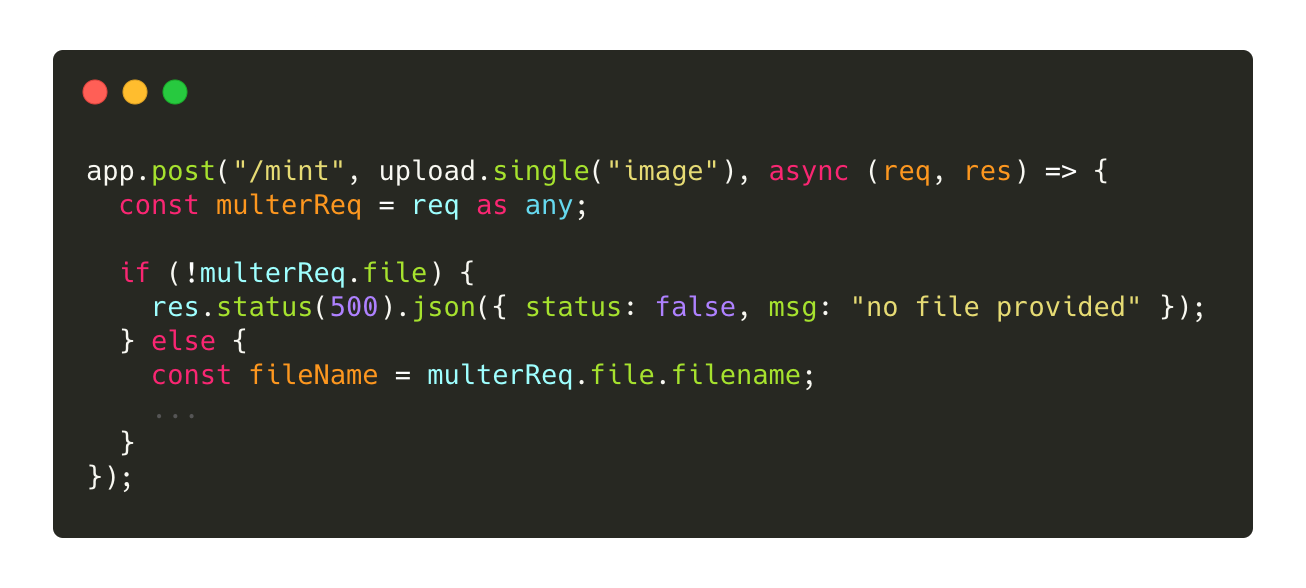 app.post("/mint", upload.single("image"), async (req, res) => {
  const multerReq = req as any;

  if (!multerReq.file) {
    res.status(500).json({ status: false, msg: "no file provided" });
  } else {
    const fileName = multerReq.file.filename;
    ...
  }
});